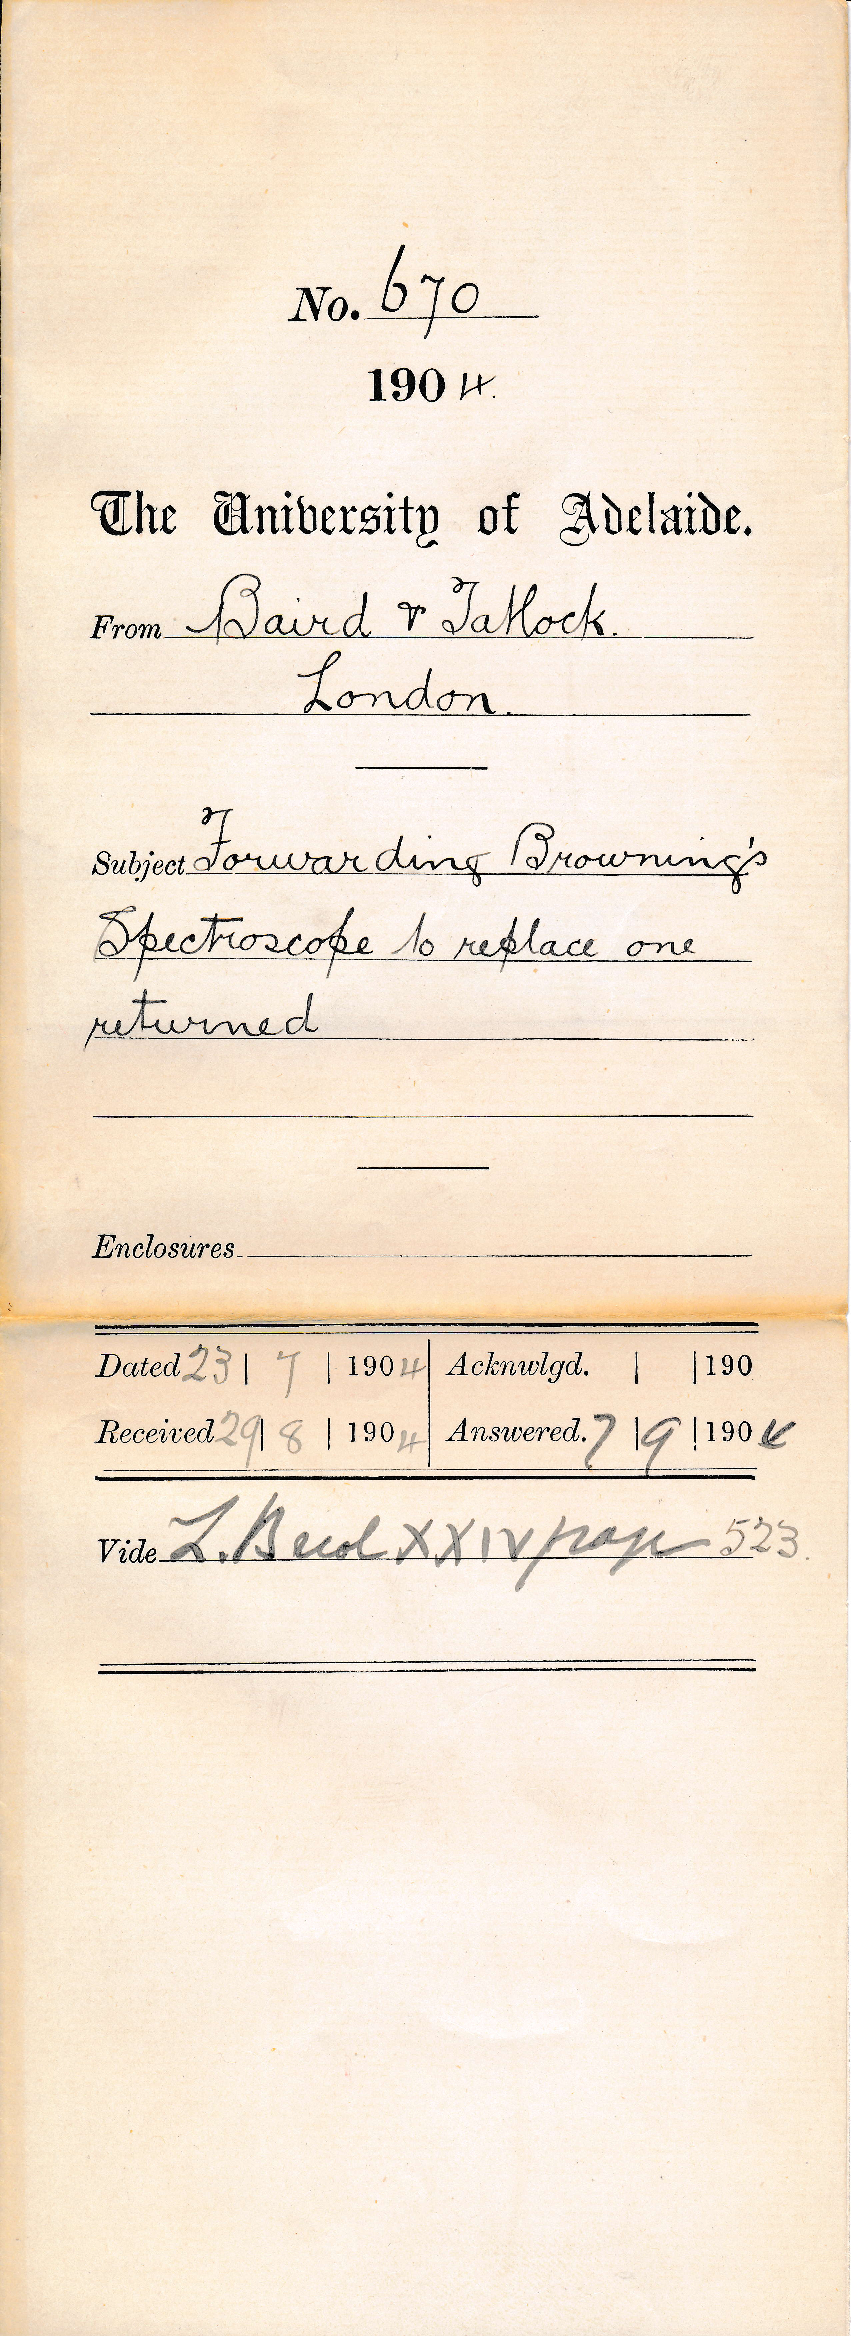 No. 670
1904.
The University of Adelaide.
From Baird & Tatlock.
London.
Subject Forwarding Browning's
Spectroscope to replace one
returned
Enclosures
Dated 23 | 7 | 1904 Acknwlgd. | | 190
Received 29 | 8 | 1904 Answered. 7 | 9 | 1904
Vide L. B XXIV page 523.